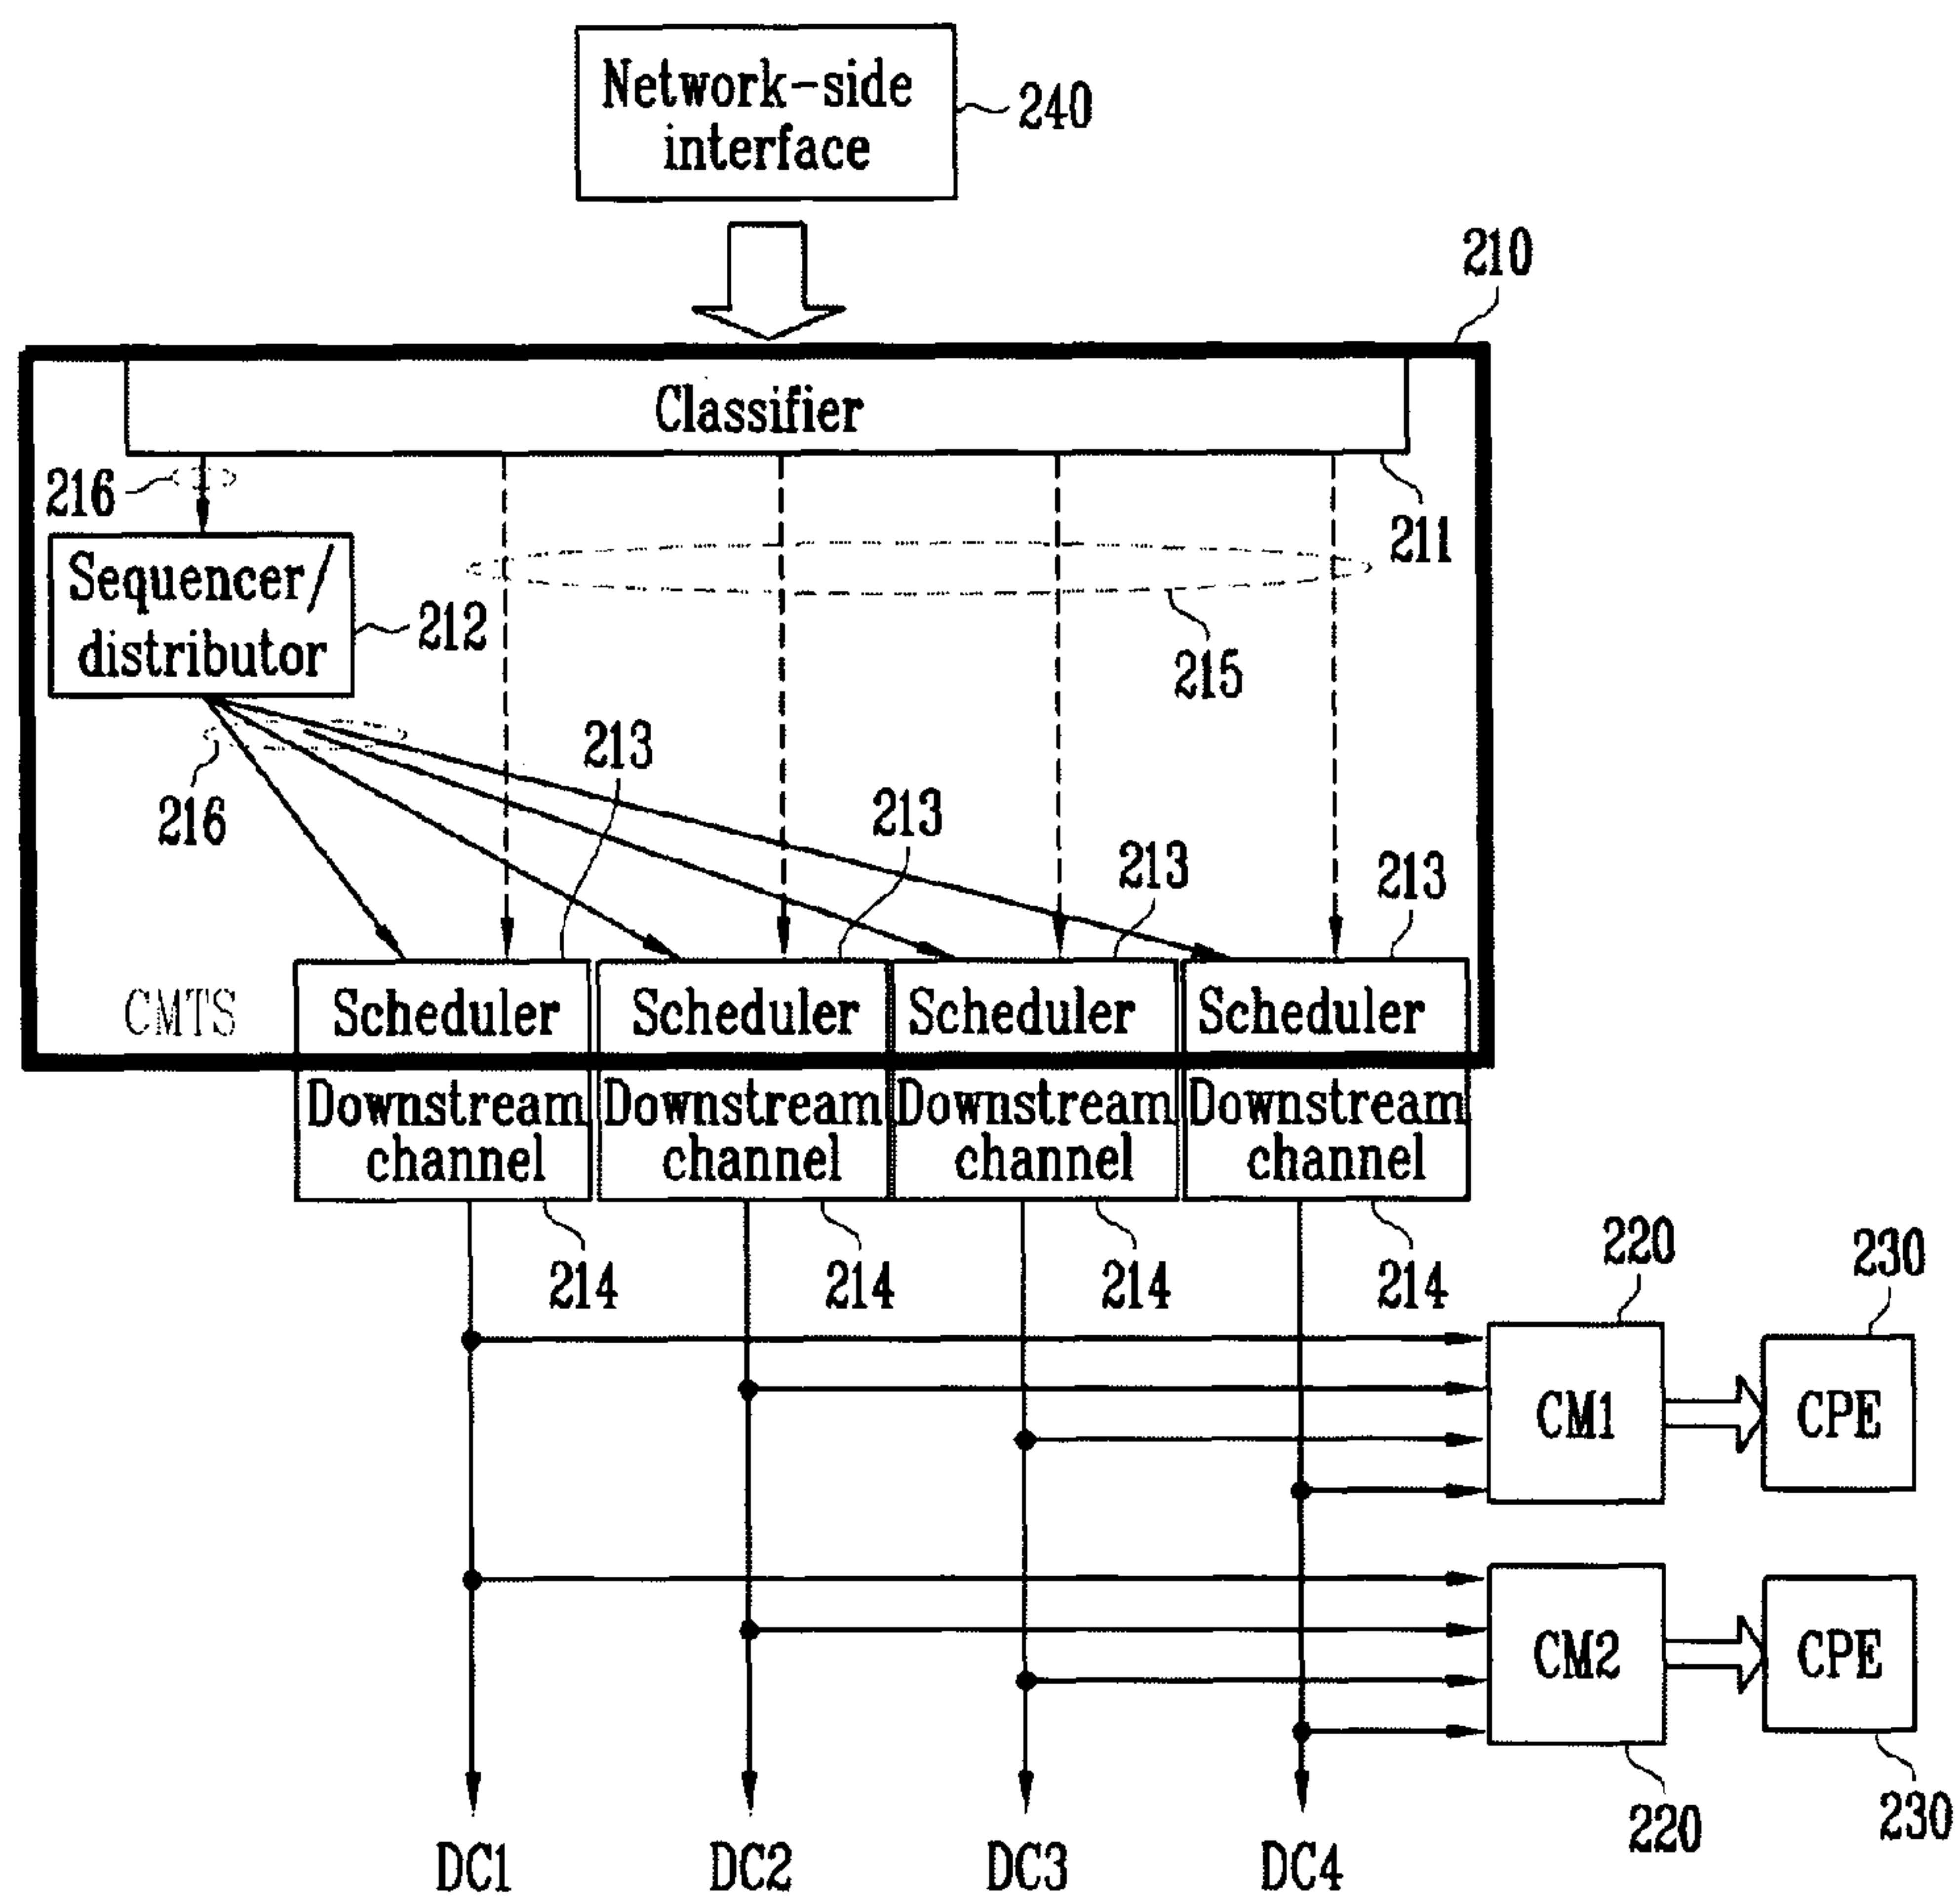 Network-side
interface
240
210
Classifier
216
211
Sequencer/
distributor
212
215
216
213
213
213
213
CMTS
Scheduler
Scheduler
Scheduler
Scheduler
Downstream
channel
Downstream
channel
Downstream
channel
Downstream
channel
214
214
214
214
220
230
CM1
CPE
CM2
CPE
220
230
DC1
DC2
DC3
DC4